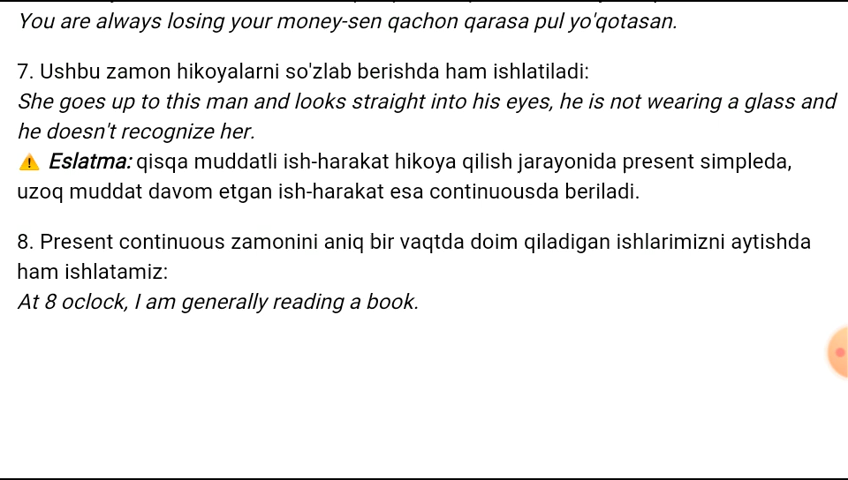 You are always losing your money-sen qachon qarasa pul yo'qotasan.
7. Ushbu zamon hikoyalarni so'zlab berishda ham ishlatiladi:
She goes up to this man and looks straight into his eyes, he is not wearing a glass and
he doesn't recognize her.
⚠️ Eslatma: qisqa muddatli ish-harakat hikoya qilish jarayonida present simpleda,
uzoq muddat davom etgan ish-harakat esa continuousda beriladi.
8. Present continuous zamonini aniq bir vaqtda doim qiladigan ishlarimizni aytishda
ham ishlatamiz:
At 8 oclock, I am generally reading a book.